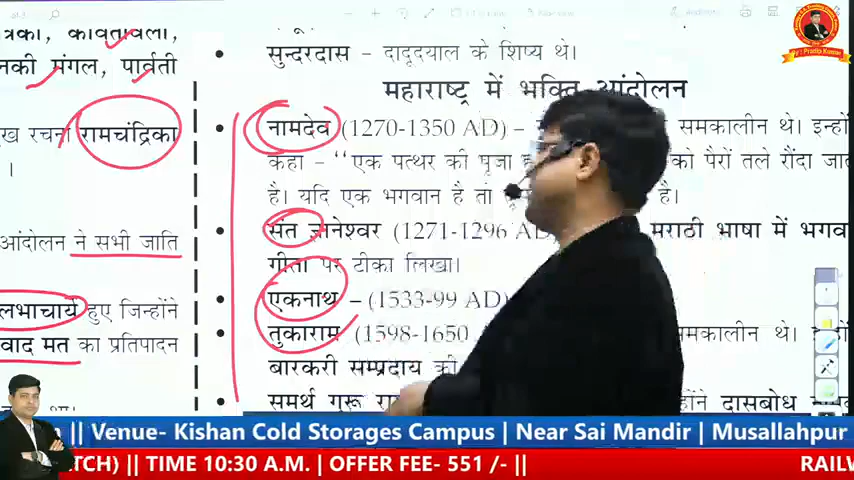 त्रका, कवितावली,
नकी मंगल, पार्वती
ख रचना रामचंद्रिका
।
आंदोलन ने सभी जाति
लभाचार्य हुए जिन्होंने
वाद मत का प्रतिपादन
सुन्दरदास – दादूदयाल के शिष्य थे।
महाराष्ट्र में भक्ति आंदोलन
नामदेव (1270-1350 AD) – समकालीन थे। इन्हों
कहा – "एक पत्थर की पूजा को पैरों तले रौंदा जात
है। यदि एक भगवान है तो है।
संत ज्ञानेश्वर (1271-1296 AD) मराठी भाषा में भगव
गीता पर टीका लिखा।
एकनाथ – (1533-99 AD)
तुकाराम (1598-1650 समकालीन थे।
बारकरी सम्प्रदाय की
समर्थ गुरू रा होंने दासबोध
|| Venue- Kishan Cold Storages Campus | Near Sai Mandir | Musallahpur
TCH) || TIME 10:30 A.M. | OFFER FEE- 551 /- || RAILW